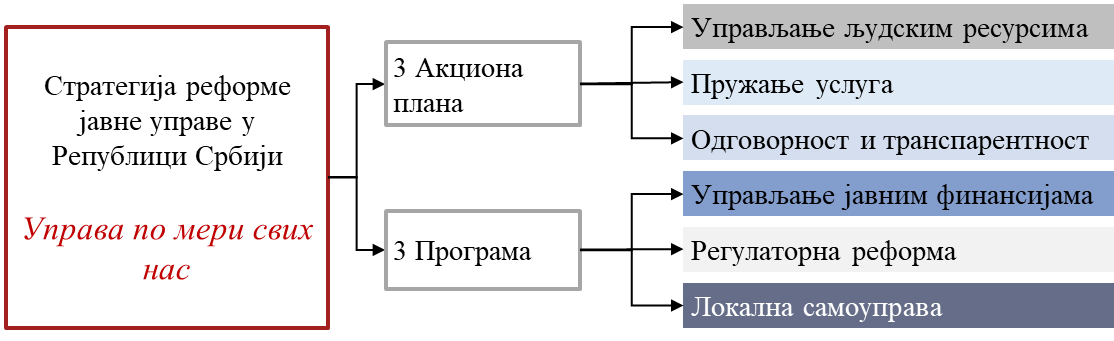 Стратегија реформе
јавне управе у
Републици Србији
Управа по мери свих
нас
3 Акциона
плана
3 Програма
Управљање људским ресурсима
Пружање услуга
Одговорност и транспарентност
Управљање јавним финансијама
Регулаторна реформа
Локална самоуправа